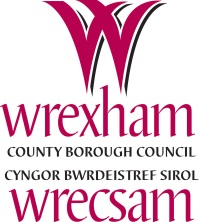 wrexham
COUNTY BOROUGH COUNCIL
CYNGOR BWRDEISTREF SIROL
wrecsam